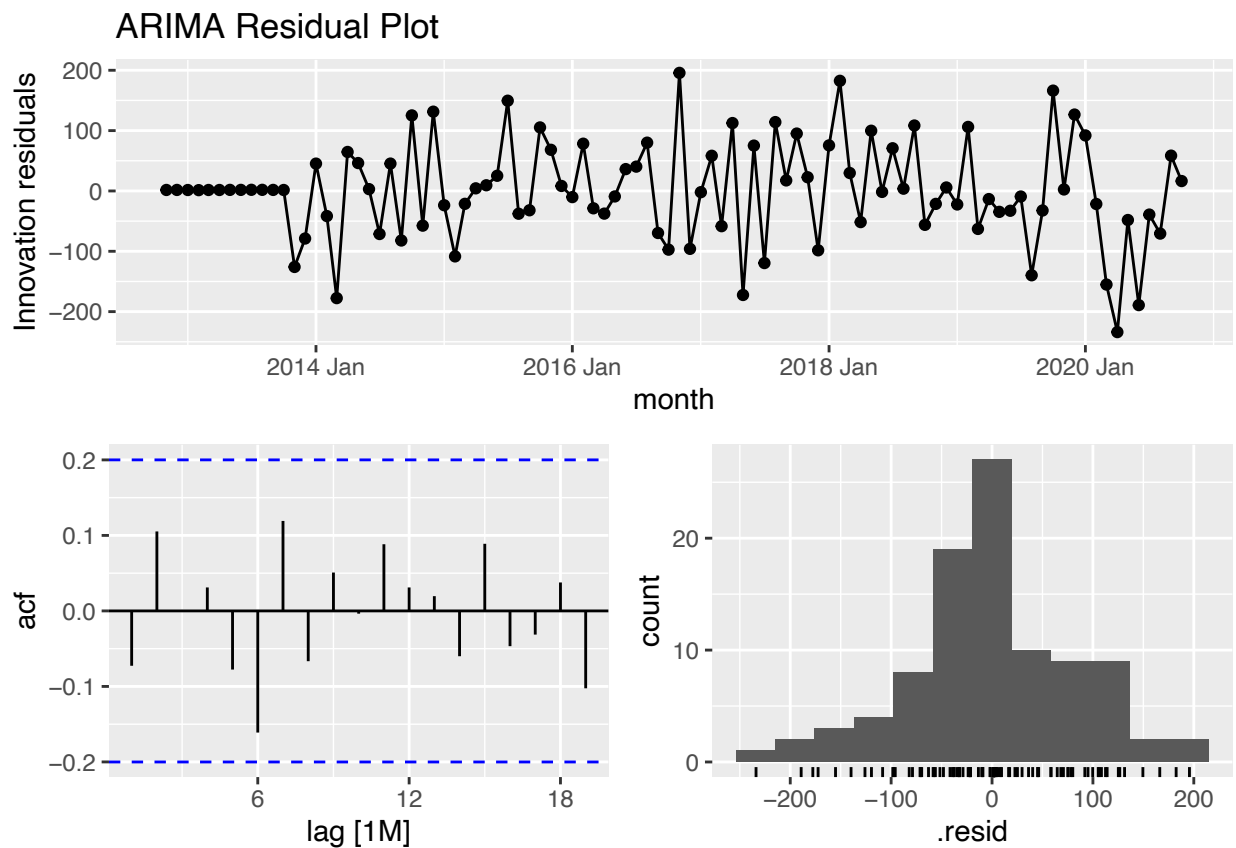 ARIMA Residual Plot
Innovation residuals
200
100
0
−100
−200
2014 Jan
2016 Jan
2018 Jan
2020 Jan
month
acf
0.2
0.1
0.0
−0.1
−0.2
6
12
18
lag [1M]
count
20
10
0
−200
−100
0
100
200
.resid